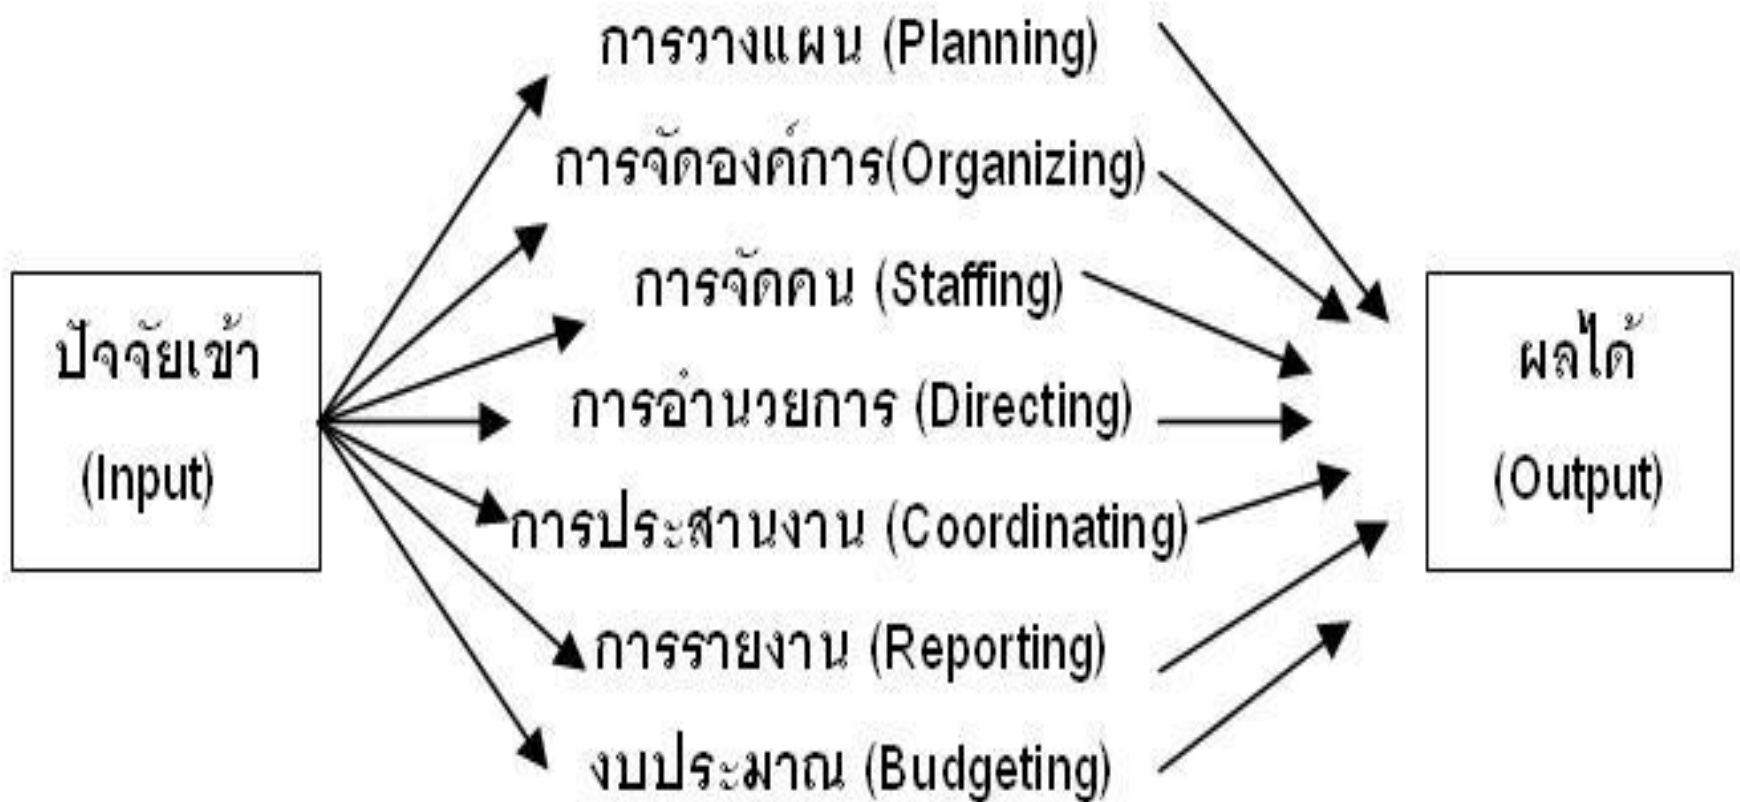 ปัจจัยเข้า
(Input)
การวางแผน (Planning)
การจัดองค์การ(Organizing)
การจัดคน (Staffing)
การอำนวยการ (Directing)
การประสานงาน (Coordinating)
การรายงาน (Reporting)
งบประมาณ (Budgeting)
ผลได้
(Output)